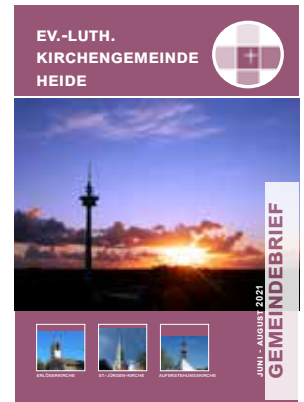 EV.-LUTH.
KIRCHENGEMEINDE
HEIDE
JUNI - AUGUST 2021
GEMEINDEBRIEF
ERLÖSERKIRCHE
ST.-JÜRGEN-KIRCHE
AUFERSTEHUNGSKIRCHE